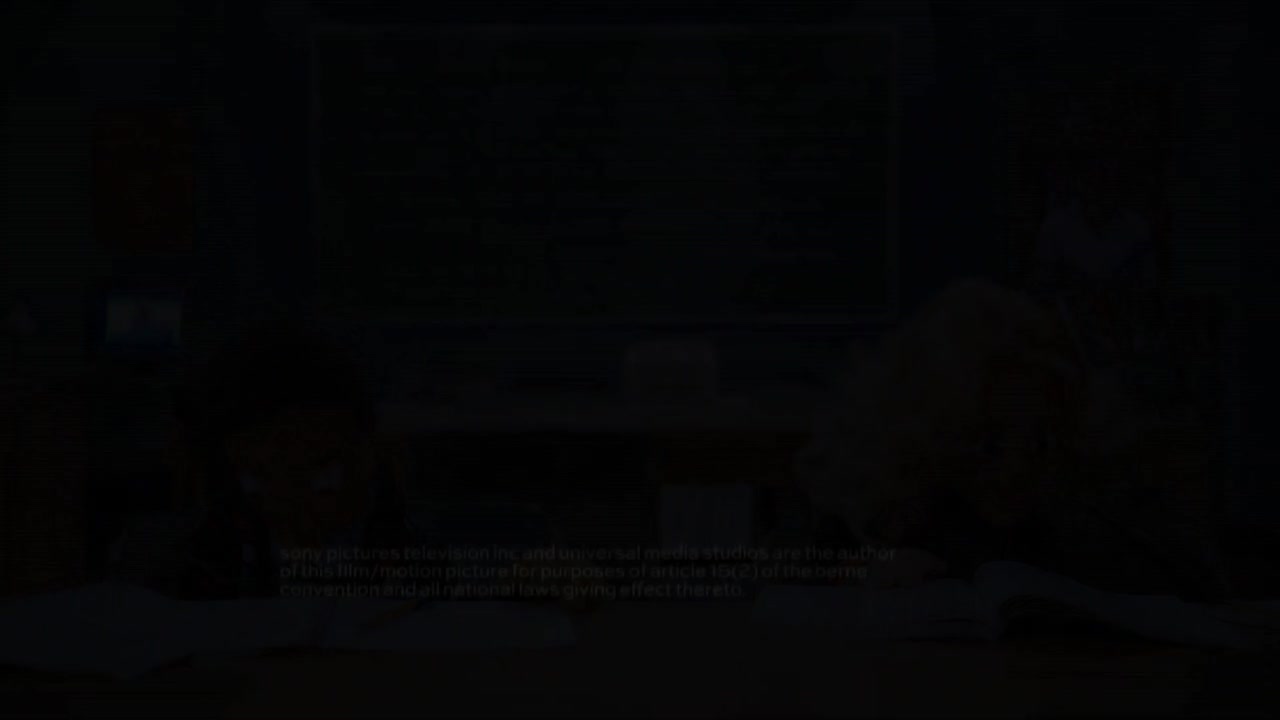 sony pictures television inc and universal media studios are the author
of this film/motion picture for purposes of article 15(2) of the berne
convention and all national laws giving effect thereto.